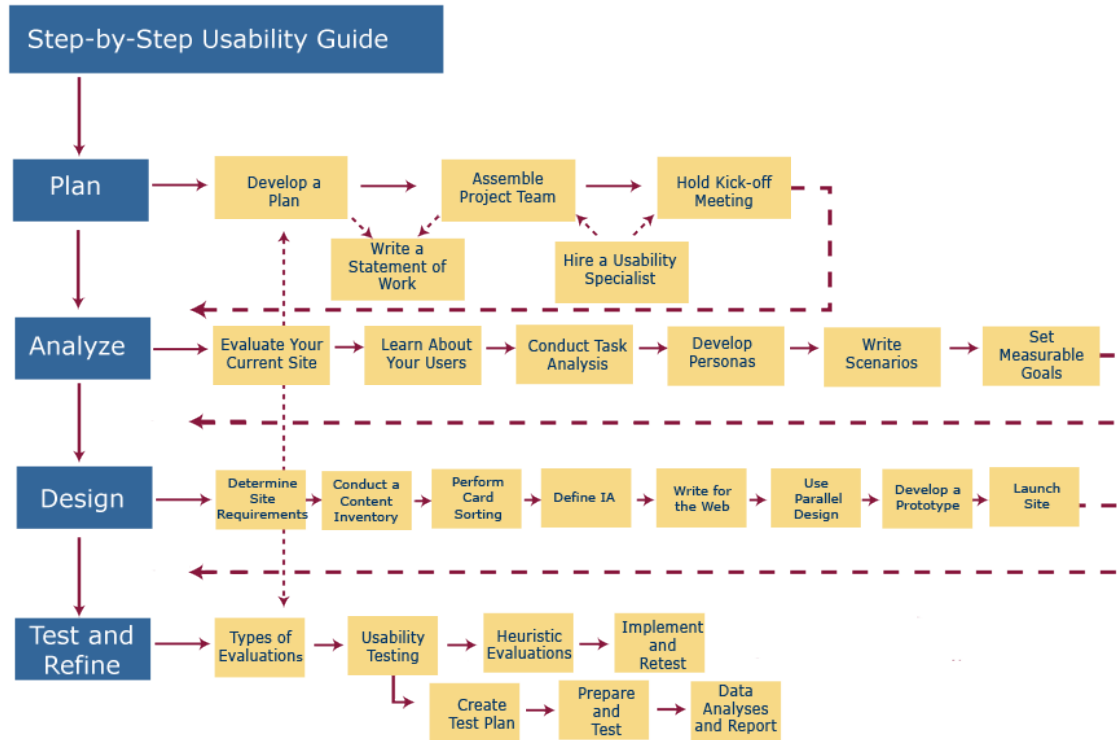 Step-by-Step Usability Guide
Plan
Develop a
Plan
Assemble
Project Team
Hold Kick-off
Meeting
Write a
Statement of
Work
Hire a Usability
Specialist
Analyze
Evaluate Your
Current Site
Learn About
Your Users
Conduct Task
Analysis
Develop
Personas
Write
Scenarios
Set
Measurable
Goals
Design
Determine
Site
Requirements
Conduct a
Content
Inventory
Perform
Card
Sorting
Define IA
Write for
the Web
Use
Parallel
Design
Develop a
Prototype
Launch
Site
Test and
Refine
Types of
Evaluations
Usability
Testing
Heuristic
Evaluations
Implement
and
Retest
Create
Test Plan
Prepare
and
Test
Data
Analyses
and Report